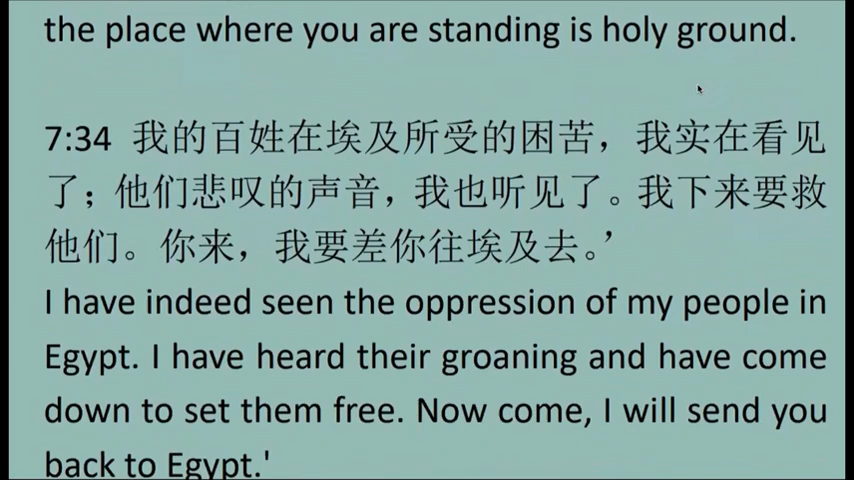 the place where you are standing is holy ground.
7:34 我的百姓在埃及所受的困苦，我实在看见
了；他们悲叹的声音，我也听见了。我下来要救
他们。你来，我要差你往埃及去。’
I have indeed seen the oppression of my people in
Egypt. I have heard their groaning and have come
down to set them free. Now come, I will send you
back to Egypt.'